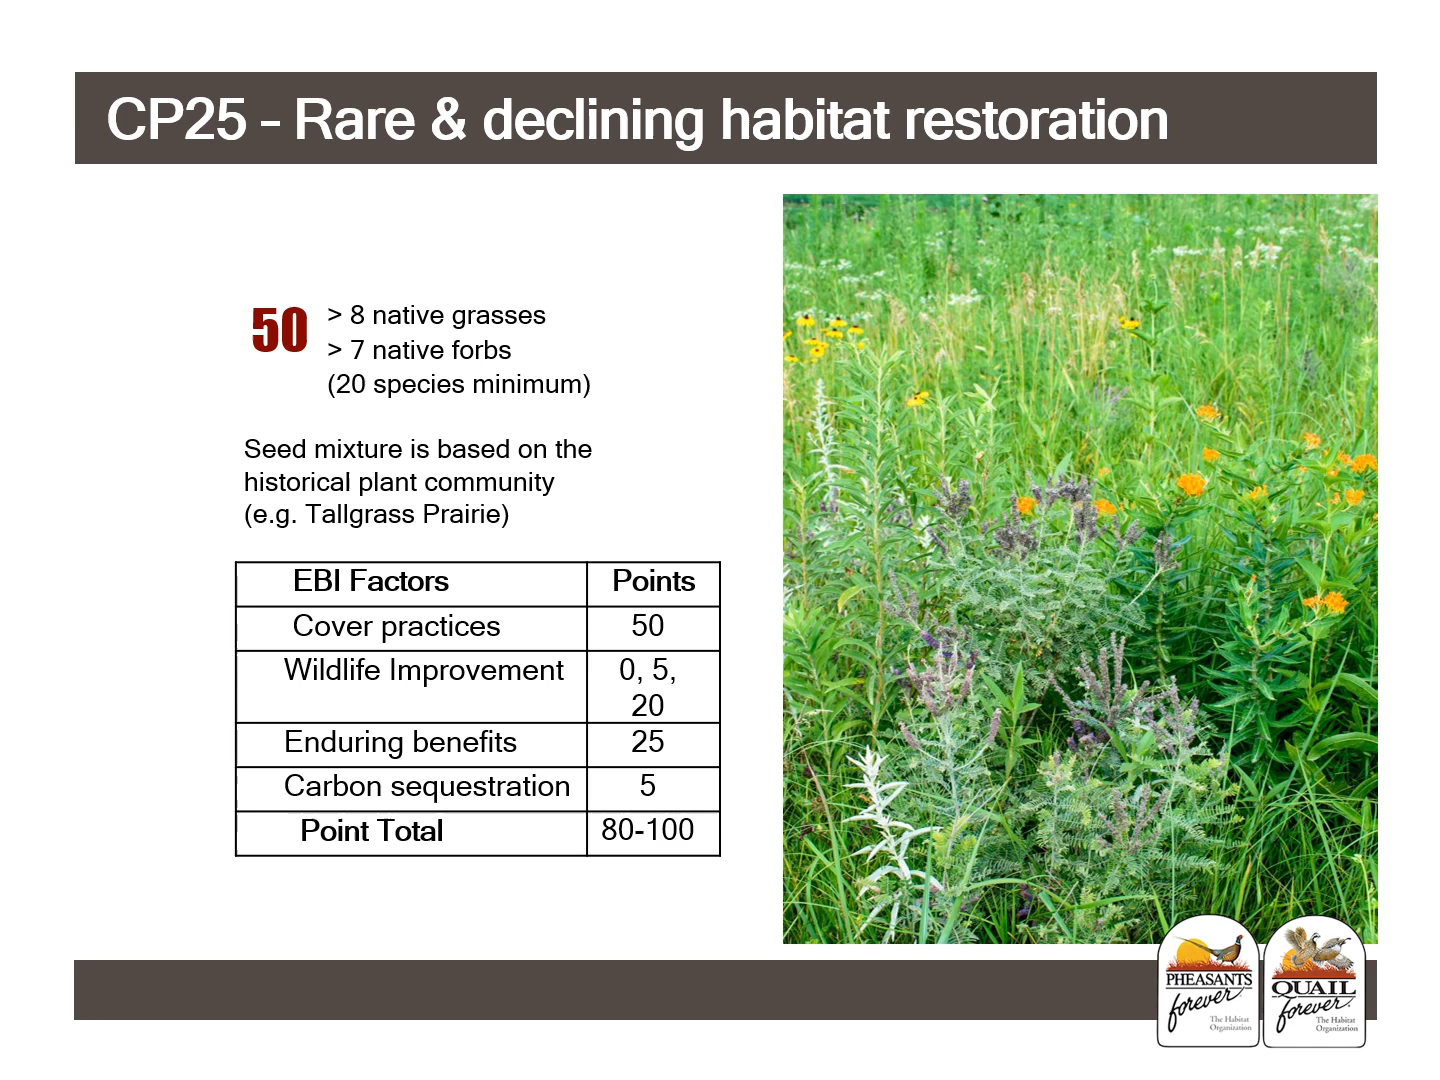 CP25 – Rare & declining habitat restoration
50
> 8 native grasses
> 7 native forbs
(20 species minimum)
Seed mixture is based on the
historical plant community
(e.g. Tallgrass Prairie)
EBI Factors Points
Cover practices 50
Wildlife Improvement 0, 5,
20
Enduring benefits 25
Carbon sequestration 5
Point Total 80-100
PHEASANTS
forever
The Habitat
Organization
QUAIL
forever
The Habitat
Organization